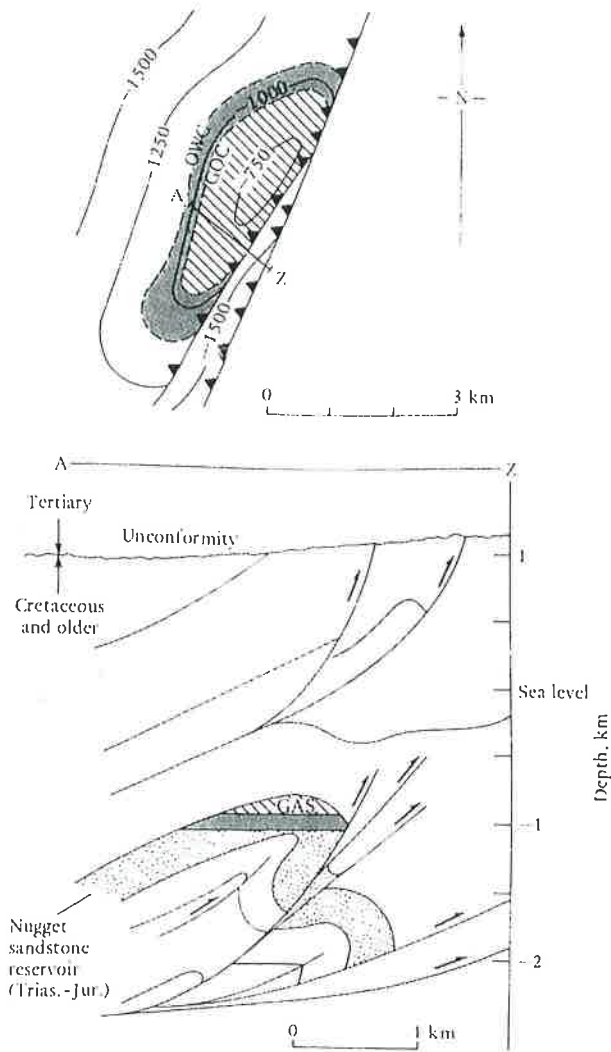 -1500
1250
OWC
GOC
-1000
-750
A
Z
1500
N
0 3 km
A Z
Tertiary
Unconformity
Cretaceous
and older
1
Sea level
Depth, km
GAS
-1
Nugget
sandstone
reservoir
(Trias.-Jur.)
-2
0 1 km